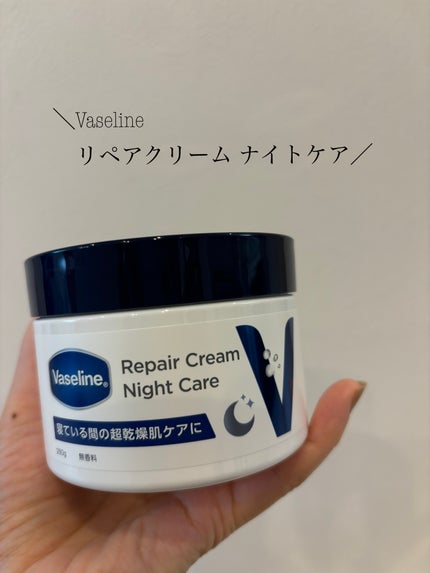 ＼Vaseline
リペアクリーム ナイトケア／
Vaseline®
Repair Cream
Night Care
寝ている間の超乾燥肌ケアに
無香料